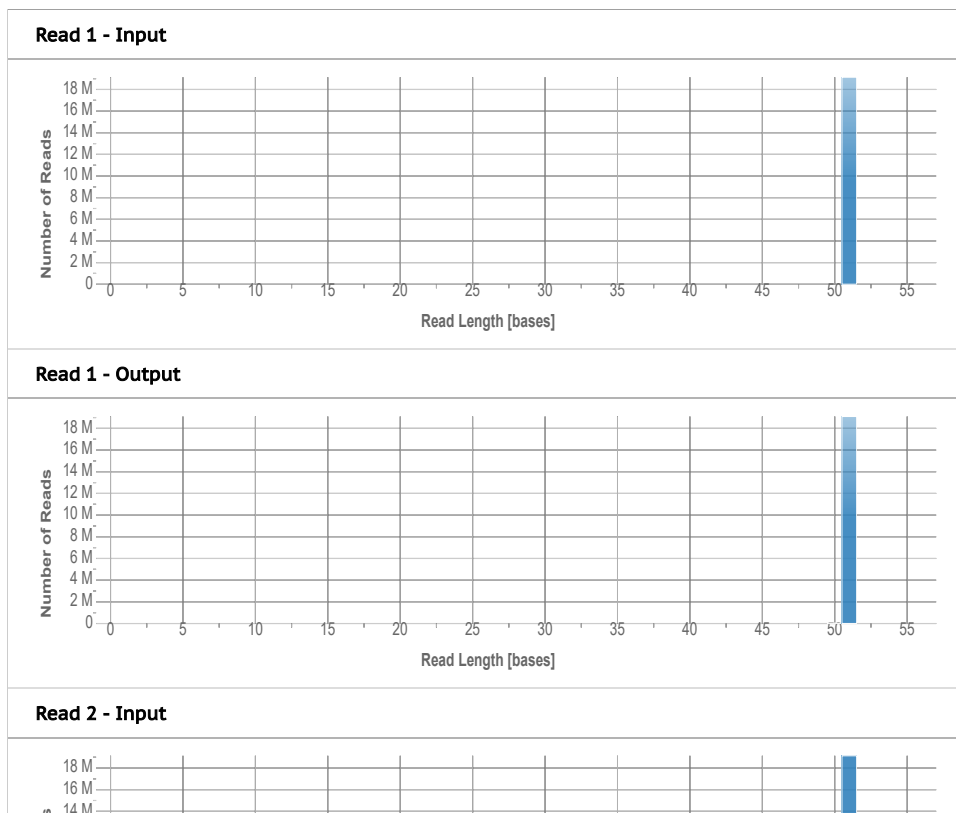 Read 1 - Input
18 M
16 M
14 M
12 M
10 M
8 M
6 M
4 M
2 M
0
Number of Reads
0 5 10 15 20 25 30 35 40 45 50 55
Read Length [bases]
Read 1 - Output
18 M
16 M
14 M
12 M
10 M
8 M
6 M
4 M
2 M
0
Number of Reads
0 5 10 15 20 25 30 35 40 45 50 55
Read Length [bases]
Read 2 - Input
18 M
16 M
14 M